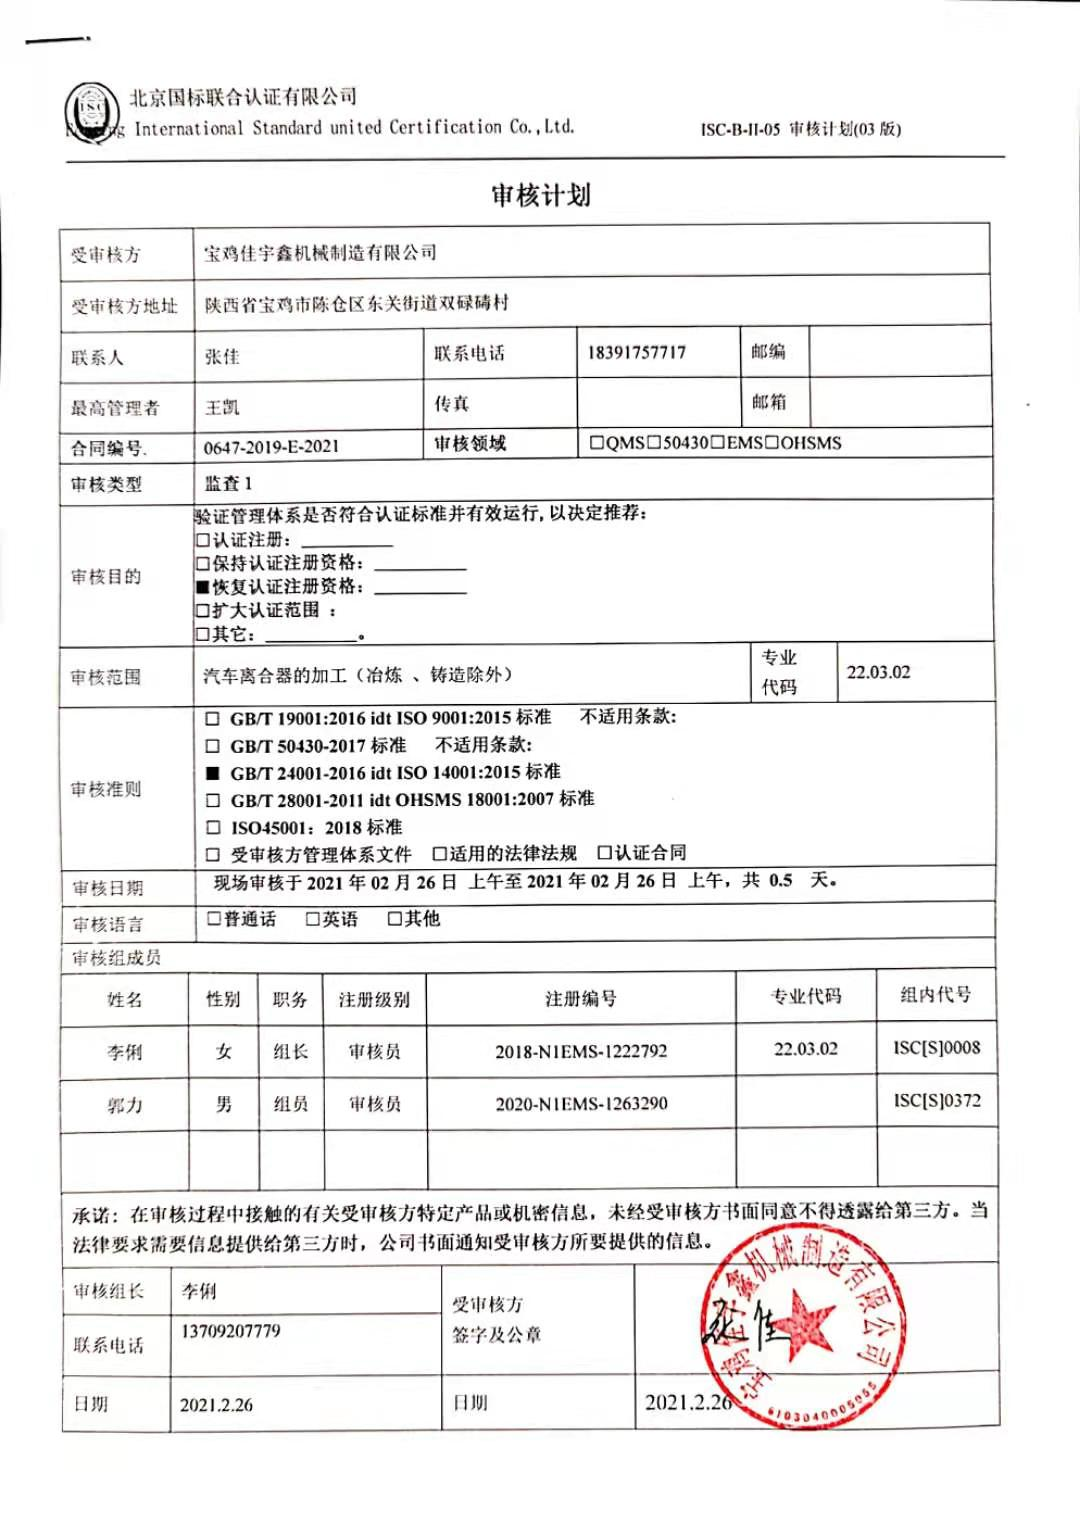 北京国标联合认证有限公司
International Standard united Certification Co.,Ltd.
ISC-B-II-05 审核计划(03 版)
审核计划
受审核方 宝鸡佳宇鑫机械制造有限公司
受审核方地址 陕西省宝鸡市陈仓区东关街道双碌碡村
联系人 张佳 联系电话 18391757717 邮编
最高管理者 王凯 传真 邮箱
合同编号. 0647-2019-E-2021 审核领域 □QMS□50430□EMS□OHSMS
审核类型 监查 1
审核目的
验证管理体系是否符合认证标准并有效运行,以决定推荐:
□认证注册: __________
□保持认证注册资格: __________
■恢复认证注册资格: __________
□扩大认证范围 :
□其它: __________。
审核范围 汽车离合器的加工(冶炼 、铸造除外) 专业代码 22.03.02
审核准则
□ GB/T 19001:2016 idt ISO 9001:2015 标准 不适用条款:
□ GB/T 50430-2017 标准 不适用条款:
■ GB/T 24001-2016 idt ISO 14001:2015 标准
□ GB/T 28001-2011 idt OHSMS 18001:2007 标准
□ ISO45001: 2018 标准
□ 受审核方管理体系文件 □适用的法律法规 □认证合同
审核日期 现场审核于 2021 年 02 月 26 日 上午至 2021 年 02 月 26 日 上午, 共 0.5 天。
审核语言 □普通话 □英语 □其他
审核组成员
姓名 性别 职务 注册级别 注册编号 专业代码 组内代号
李俐 女 组长 审核员 2018-N1EMS-1222792 22.03.02 ISC[S]0008
郭力 男 组员 审核员 2020-N1EMS-1263290 ISC[S]0372
承诺: 在审核过程中接触的有关受审核方特定产品或机密信息, 未经受审核方书面同意不得透露给第三方。当
法律要求需要信息提供给第三方时, 公司书面通知受审核方所要提供的信息。
审核组长 李俐
联系电话 13709207779
受审核方
签字及公章
张佳
宝鸡佳宇鑫机械制造有限公司
6103040005055
日期 2021.2.26 日期 2021.2.26